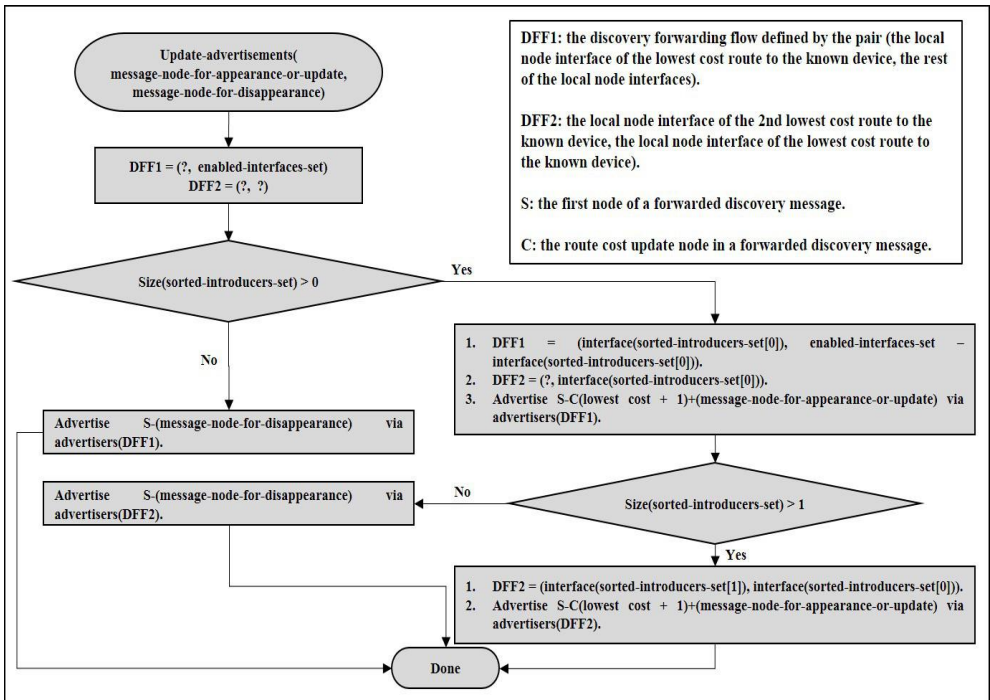 Update-advertisements(
message-node-for-appearance-or-update,
message-node-for-disappearance)
DFF1: the discovery forwarding flow defined by the pair (the local
node interface of the lowest cost route to the known device, the rest
of the local node interfaces).
DFF2: the local node interface of the 2nd lowest cost route to the
known device, the local node interface of the lowest cost route to
the known device).
S: the first node of a forwarded discovery message.
C: the route cost update node in a forwarded discovery message.
DFF1 = (?, enabled-interfaces-set)
DFF2 = (?, ?)
Size(sorted-introducers-set) > 0
Yes
No
1. DFF1 = (interface(sorted-introducers-set[0]), enabled-interfaces-set –
interface(sorted-introducers-set[0])).
2. DFF2 = (?, interface(sorted-introducers-set[0])).
3. Advertise S-C(lowest cost + 1)+(message-node-for-appearance-or-update) via
advertisers(DFF1).
Advertise S-(message-node-for-disappearance) via
advertisers(DFF1).
Size(sorted-introducers-set) > 1
No
Advertise S-(message-node-for-disappearance) via
advertisers(DFF2).
Yes
1. DFF2 = (interface(sorted-introducers-set[1]), interface(sorted-introducers-set[0])).
2. Advertise S-C(lowest cost + 1)+(message-node-for-appearance-or-update) via
advertisers(DFF2).
Done